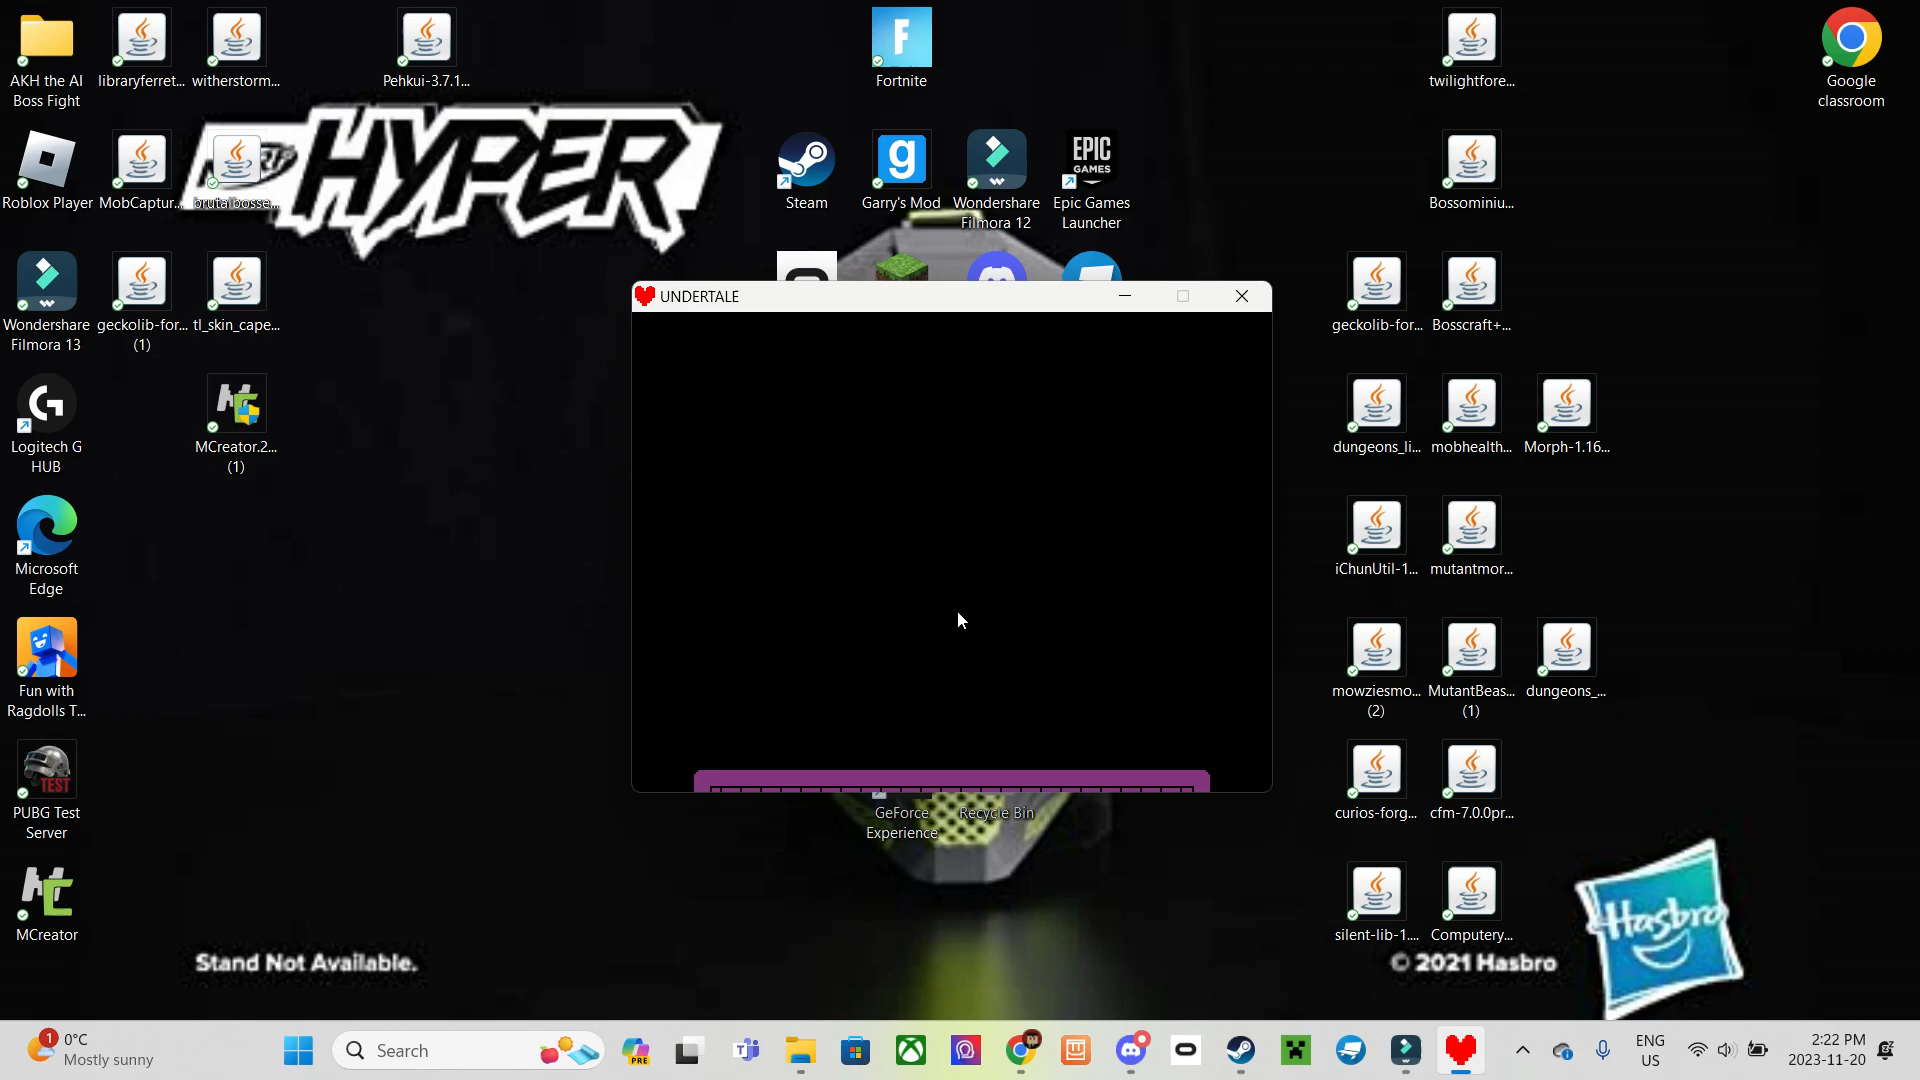 AKH the AI
Boss Fight
libraryferret...
witherstorm...
Pehkui-3.7.1...
Fortnite
twilightfore...
Google
classroom
HYPER
Roblox Player
MobCaptur...
brutalbosse...
Steam
Garry's Mod
Wondershare
Filmora 12
EPIC
GAMES
Epic Games
Launcher
Bossominiu...
UNDERTALE
Wondershare
Filmora 13
geckolib-for...
(1)
tl_skin_cape...
geckolib-for...
Bosscraft+...
Logitech G
HUB
MCreator.2...
(1)
dungeons_li...
mobhealth...
Morph-1.16...
Microsoft
Edge
iChunUtil-1...
mutantmor...
Fun with
Ragdolls T...
mowziesmo...
(2)
MutantBeas...
(1)
dungeons_...
TEST
PUBG Test
Server
GeForce
Experience
Recycle Bin
curios-forg...
cfm-7.0.0pr...
MCreator
silent-lib-1....
Computery...
Hasbro
Stand Not Available.
© 2021 Hasbro
1
0°C
Mostly sunny
Search
PRE
ENG
US
2:22 PM
2023-11-20